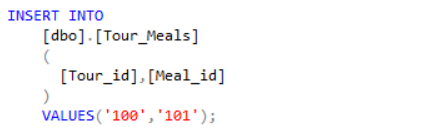 INSERT INTO
[dbo].[Tour_Meals]
(
[Tour_id],[Meal_id]
)
VALUES('100','101');